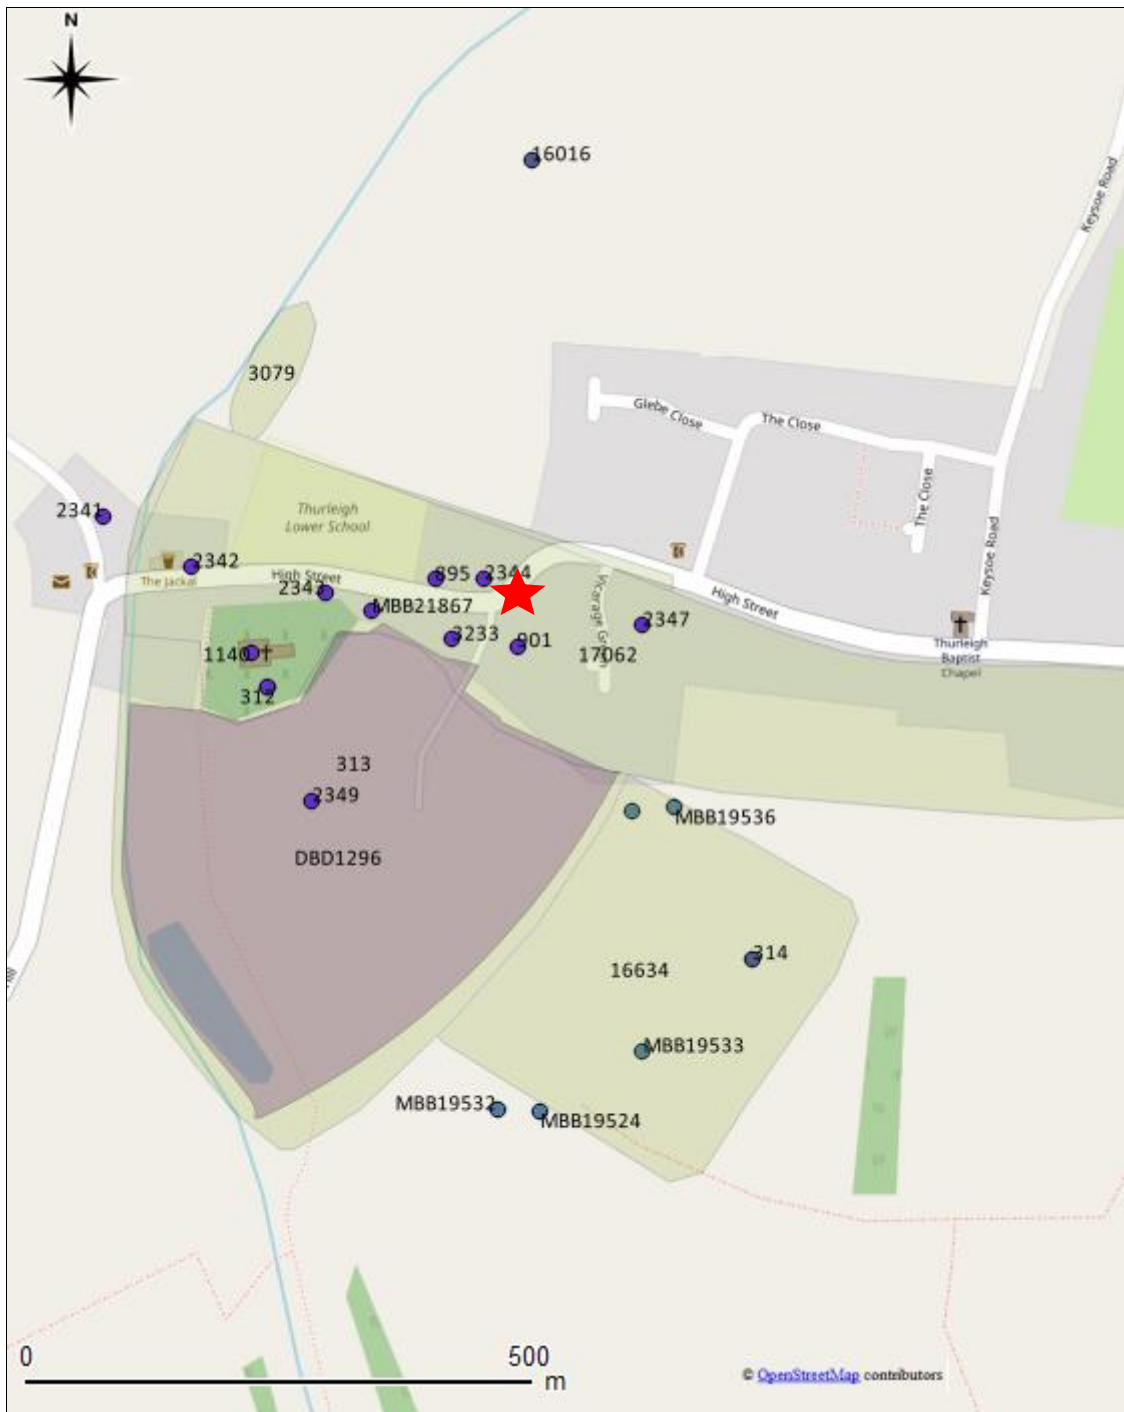 N
16016
Keysoe Road
3079
Glebe Close
The Close
2341
Thurleigh
Lower School
The Close
Keysoe Road
2342
The Jackal
High Street
2343
895
2344
MBB21867
High Street
Vicarage Green
2347
3233
901
17062
1140
Thurleigh
Baptist
Chapel
312
313
2349
MBB19536
DBD1296
314
16634
MBB19533
MBB19532
MBB19524
0
500
m
© OpenStreetMap contributors